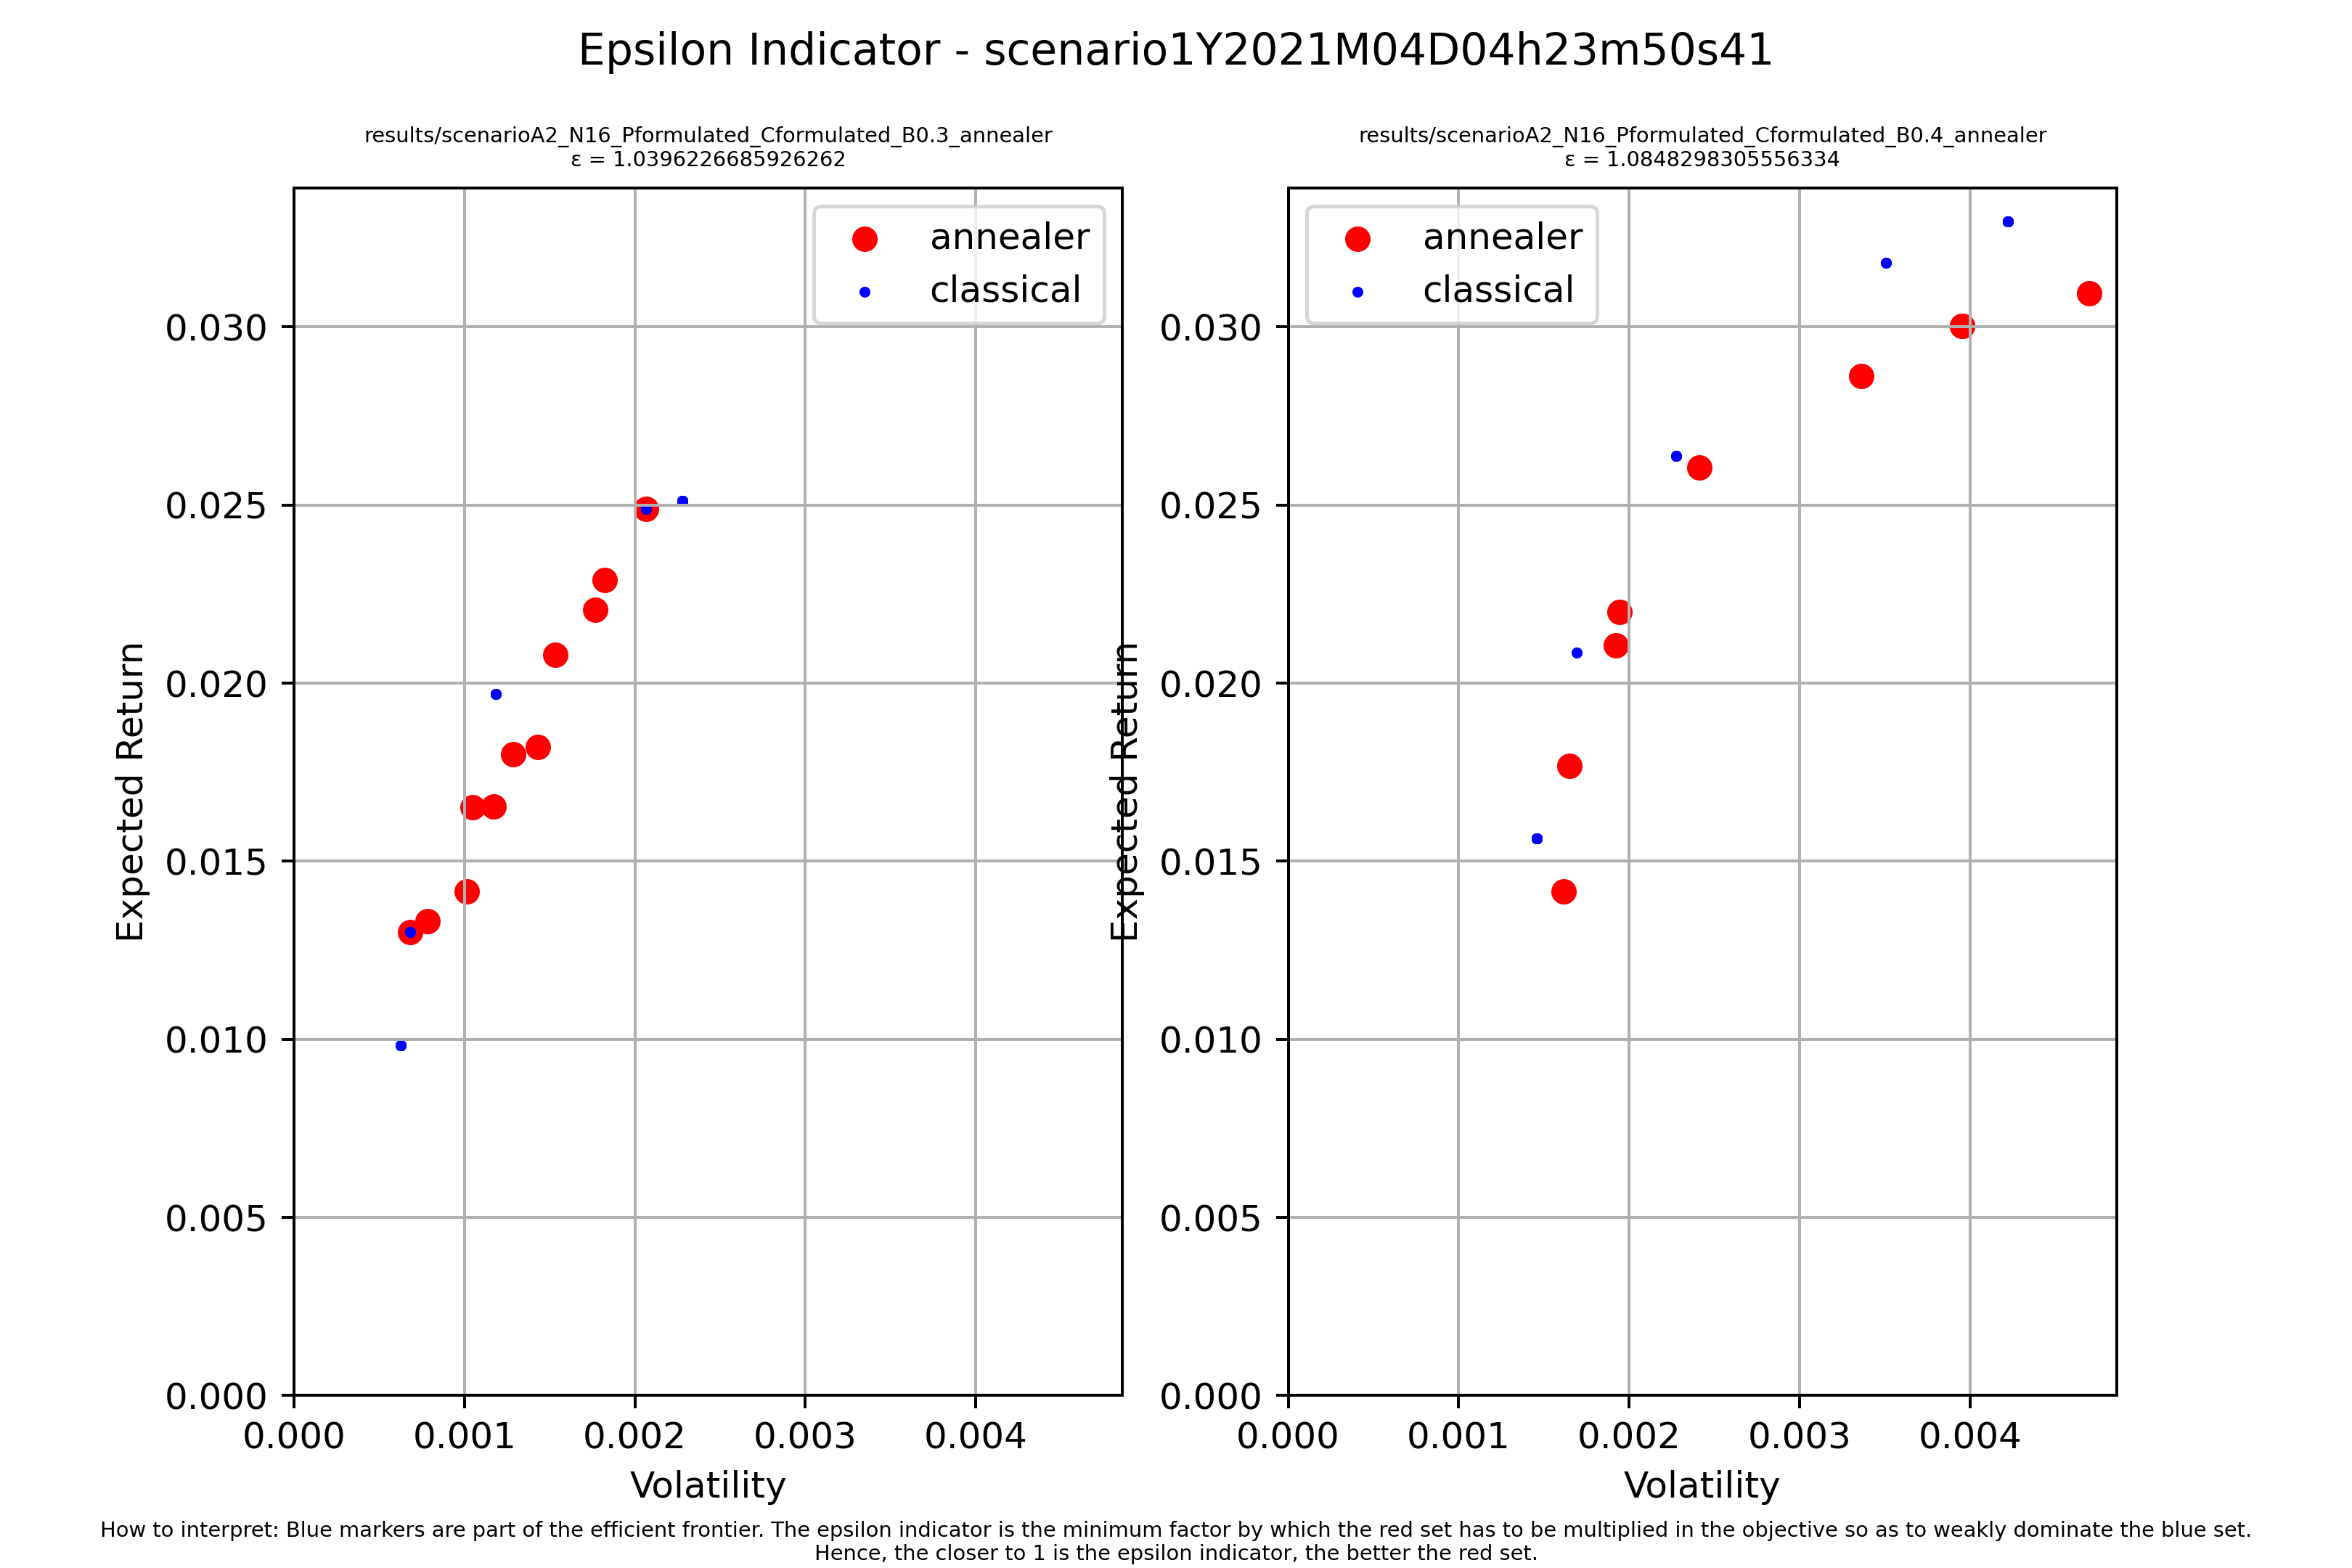 Epsilon Indicator - scenario1Y2021M04D04h23m50s41
results/scenarioA2_N16_Pformulated_Cformulated_B0.3_annealer
ε = 1.0396226685926262
annealer
classical
0.030
0.025
0.020
0.015
0.010
0.005
0.000
Expected Return
0.000 0.001 0.002 0.003 0.004
Volatility
results/scenarioA2_N16_Pformulated_Cformulated_B0.4_annealer
ε = 1.0848298305556334
annealer
classical
0.030
0.025
0.020
0.015
0.010
0.005
0.000
Expected Return
0.000 0.001 0.002 0.003 0.004
Volatility
How to interpret: Blue markers are part of the efficient frontier. The epsilon indicator is the minimum factor by which the red set has to be multiplied in the objective so as to weakly dominate the blue set.
Hence, the closer to 1 is the epsilon indicator, the better the red set.